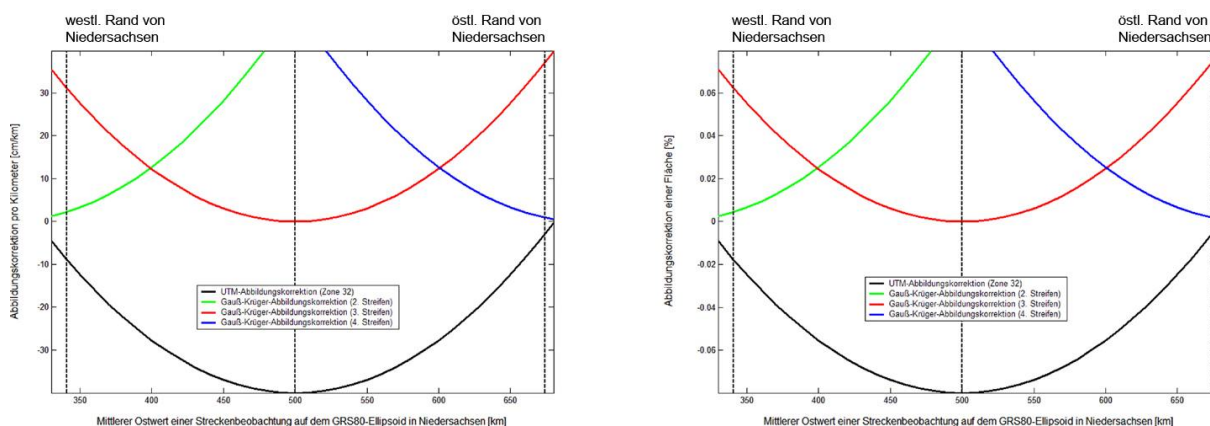 westl. Rand von
Niedersachsen
östl. Rand von
Niedersachsen
Abbildungskorrektion pro Kilometer [cm/km]
30
20
10
0
-10
-20
-30
UTM-Abbildungskorrektion (Zone 32)
Gauß-Krüger-Abbildungskorrektion (2. Streifen)
Gauß-Krüger-Abbildungskorrektion (3. Streifen)
Gauß-Krüger-Abbildungskorrektion (4. Streifen)
350 400 450 500 550 600 650
Mittlerer Ostwert einer Streckenbeobachtung auf dem GRS80-Ellipsoid in Niedersachsen [km]
westl. Rand von
Niedersachsen
östl. Rand von
Niedersachsen
Abbildungskorrektion einer Fläche [%]
0.06
0.04
0.02
0
-0.02
-0.04
-0.06
UTM-Abbildungskorrektion (Zone 32)
Gauß-Krüger-Abbildungskorrektion (2. Streifen)
Gauß-Krüger-Abbildungskorrektion (3. Streifen)
Gauß-Krüger-Abbildungskorrektion (4. Streifen)
350 400 450 500 550 600 650
Mittlerer Ostwert einer Streckenbeobachtung auf dem GRS80-Ellipsoid in Niedersachsen [km]